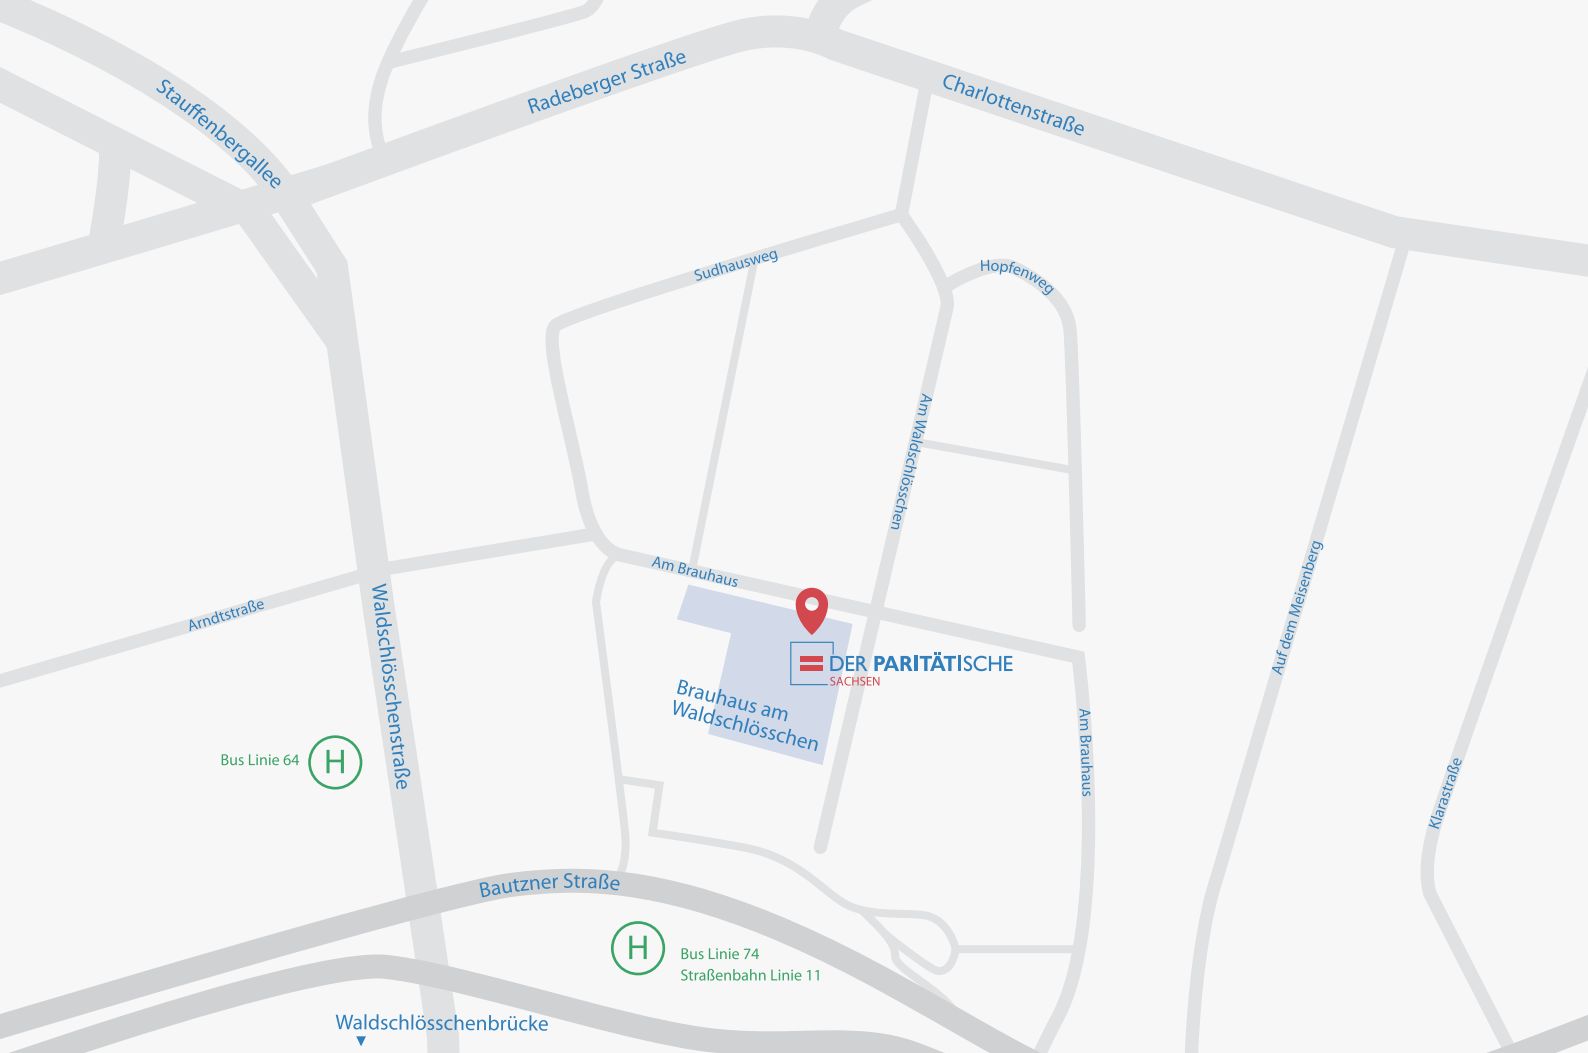 Stauffenbergallee
Radeberger Straße
Charlottenstraße
Sudhausweg
Hopfenweg
Am Waldschlösschen
Am Brauhaus
Arndtstraße
Waldschlösschenstraße
Auf dem Meisenberg
DER PARITÄTISCHE
SACHSEN
Brauhaus am
Waldschlösschen
Am Brauhaus
Klarastraße
Bus Linie 64
H
Bautzner Straße
H
Bus Linie 74
Straßenbahn Linie 11
Waldschlösschenbrücke